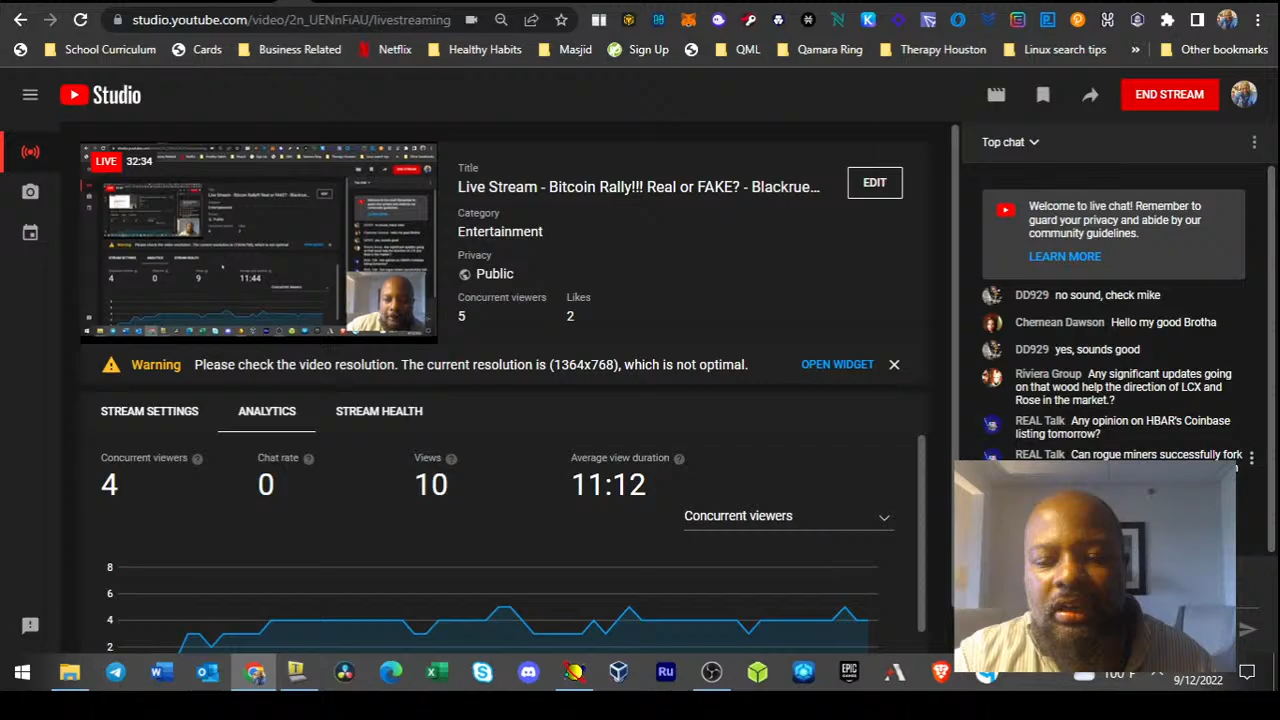 studio.youtube.com/video/2n_UENnFiAU/livestreaming
School Curriculum Cards Business Related Netflix Healthy Habits Masjid Sign Up QML Qamara Ring Therapy Houston Linux search tips » Other bookmarks
Studio
END STREAM
LIVE 32:34
Title
Live Stream - Bitcoin Rally!!! Real or FAKE? - Blackrue...
EDIT
Category
Entertainment
Privacy
Public
Concurrent viewers Likes
5 2
Warning Please check the video resolution. The current resolution is (1364x768), which is not optimal. OPEN WIDGET
STREAM SETTINGS ANALYTICS STREAM HEALTH
Concurrent viewers Chat rate Views Average view duration
4 0 10 11:12
Concurrent viewers
8
6
4
2
Top chat
Welcome to live chat! Remember to
guard your privacy and abide by our
community guidelines.
LEARN MORE
DD929 no sound, check mike
Chernean Dawson Hello my good Brotha
DD929 yes, sounds good
Riviera Group Any significant updates going
on that wood help the direction of LCX and
Rose in the market.?
REAL Talk Any opinion on HBAR's Coinbase
listing tomorrow?
REAL Talk Can rogue miners successfully fork
Ru
EPIC
GAMES
9/12/2022